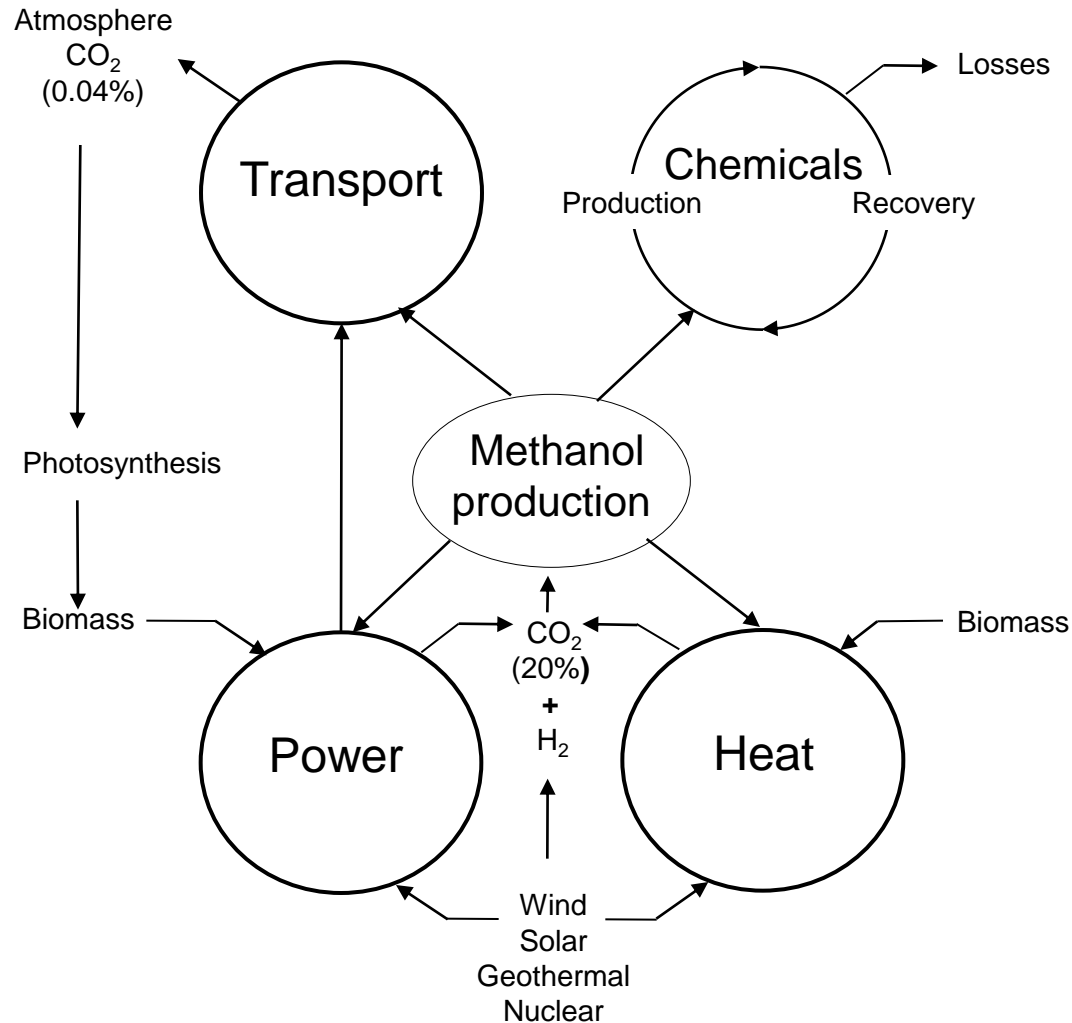 Atmosphere
CO₂
(0.04%)
Losses
Transport
Chemicals
Production
Recovery
Methanol
production
Photosynthesis
Biomass
CO₂
(20%)
+
H₂
Biomass
Power
Heat
Wind
Solar
Geothermal
Nuclear